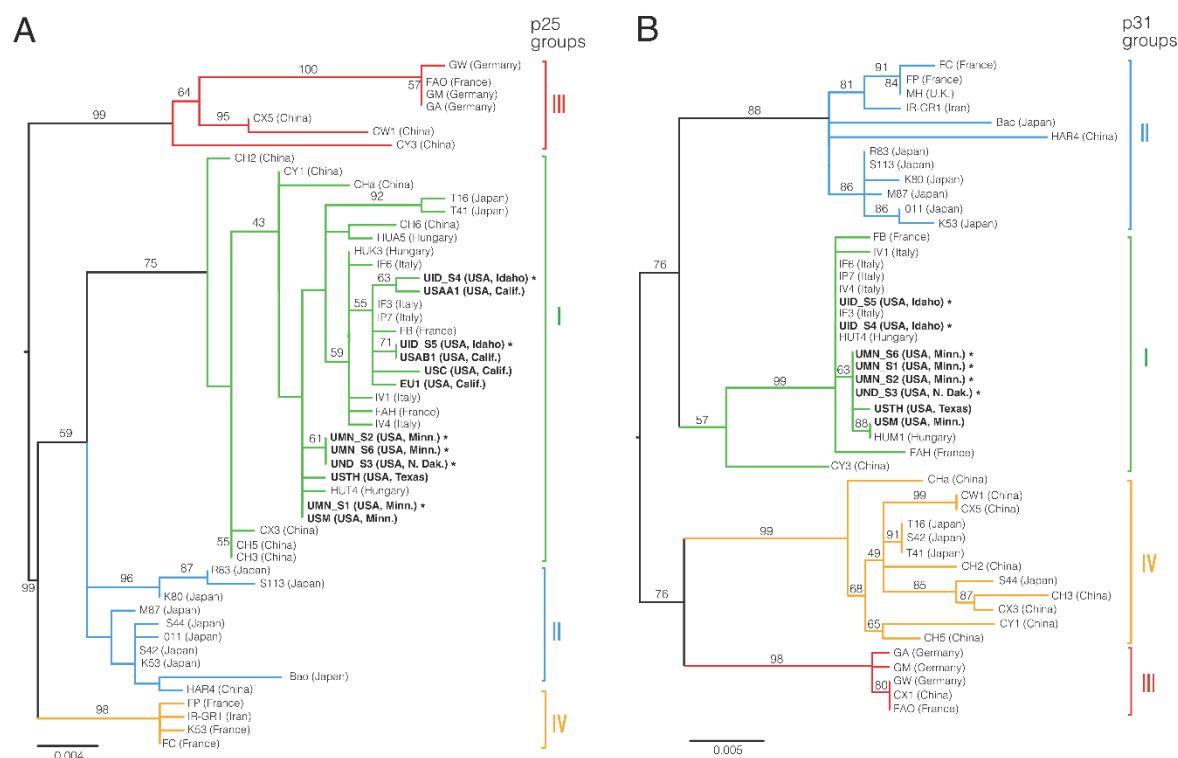 A
p25
groups
100
GW (Germany)
57
FAO (France)
GM (Germany)
GA (Germany)
64
99
95
CX5 (China)
CW1 (China)
CY3 (China)
III
CH2 (China)
CY1 (China)
CHa (China)
92
T16 (Japan)
T41 (Japan)
43
CH6 (China)
HUA5 (Hungary)
HUK3 (Hungary)
IF6 (Italy)
75
63
UID_S4 (USA, Idaho) *
USAA1 (USA, Calif.)
55
IF3 (Italy)
IP7 (Italy)
FB (France)
71
UID_S5 (USA, Idaho) *
USAB1 (USA, Calif.)
59
USC (USA, Calif.)
EU1 (USA, Calif.)
IV1 (Italy)
FAH (France)
IV4 (Italy)
61
UMN_S2 (USA, Minn.) *
UMN_S6 (USA, Minn.) *
UND_S3 (USA, N. Dak.) *
USTH (USA, Texas)
HUT4 (Hungary)
UMN_S1 (USA, Minn.) *
USM (USA, Minn.)
CX3 (China)
55
CH5 (China)
CH3 (China)
I
59
99
96
87
R83 (Japan)
S113 (Japan)
K80 (Japan)
M87 (Japan)
S44 (Japan)
011 (Japan)
S42 (Japan)
K53 (Japan)
Bao (Japan)
HAR4 (China)
II
98
FP (France)
IR-GR1 (Iran)
K53 (France)
FC (France)
IV
0.004
B
p31
groups
91
FC (France)
81
84
FP (France)
MH (U.K.)
IR-GR1 (Iran)
88
Bao (Japan)
HAR4 (China)
R83 (Japan)
S113 (Japan)
K80 (Japan)
86
M87 (Japan)
86
011 (Japan)
K53 (Japan)
II
76
FB (France)
IV1 (Italy)
IF6 (Italy)
IP7 (Italy)
IV4 (Italy)
UID_S5 (USA, Idaho) *
IF3 (Italy)
UID_S4 (USA, Idaho) *
HUT4 (Hungary)
UMN_S6 (USA, Minn.) *
63
UMN_S1 (USA, Minn.) *
UMN_S2 (USA, Minn.) *
99
UND_S3 (USA, N. Dak.) *
USTH (USA, Texas)
88
USM (USA, Minn.)
HUM1 (Hungary)
57
FAH (France)
CY3 (China)
I
CHa (China)
99
CW1 (China)
CX5 (China)
99
91
T16 (Japan)
S42 (Japan)
T41 (Japan)
49
CH2 (China)
68
85
S44 (Japan)
87
CH3 (China)
CX3 (China)
65
CY1 (China)
CH5 (China)
IV
76
98
GA (Germany)
GM (Germany)
80
GW (Germany)
CX1 (China)
FAO (France)
III
0.005